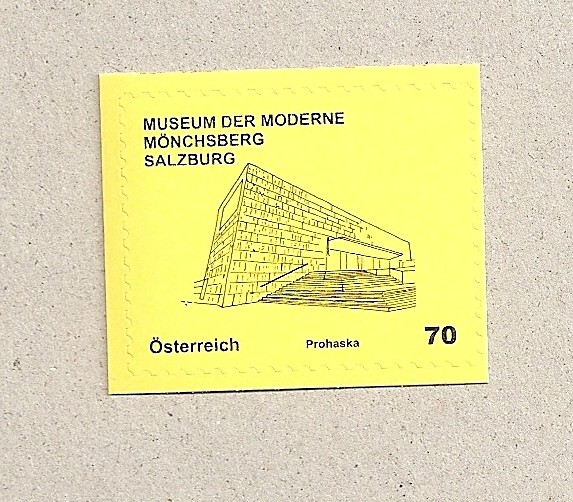 MUSEUM DER MODERNE
MÖNCHSBERG
SALZBURG
Österreich
Prohaska
70